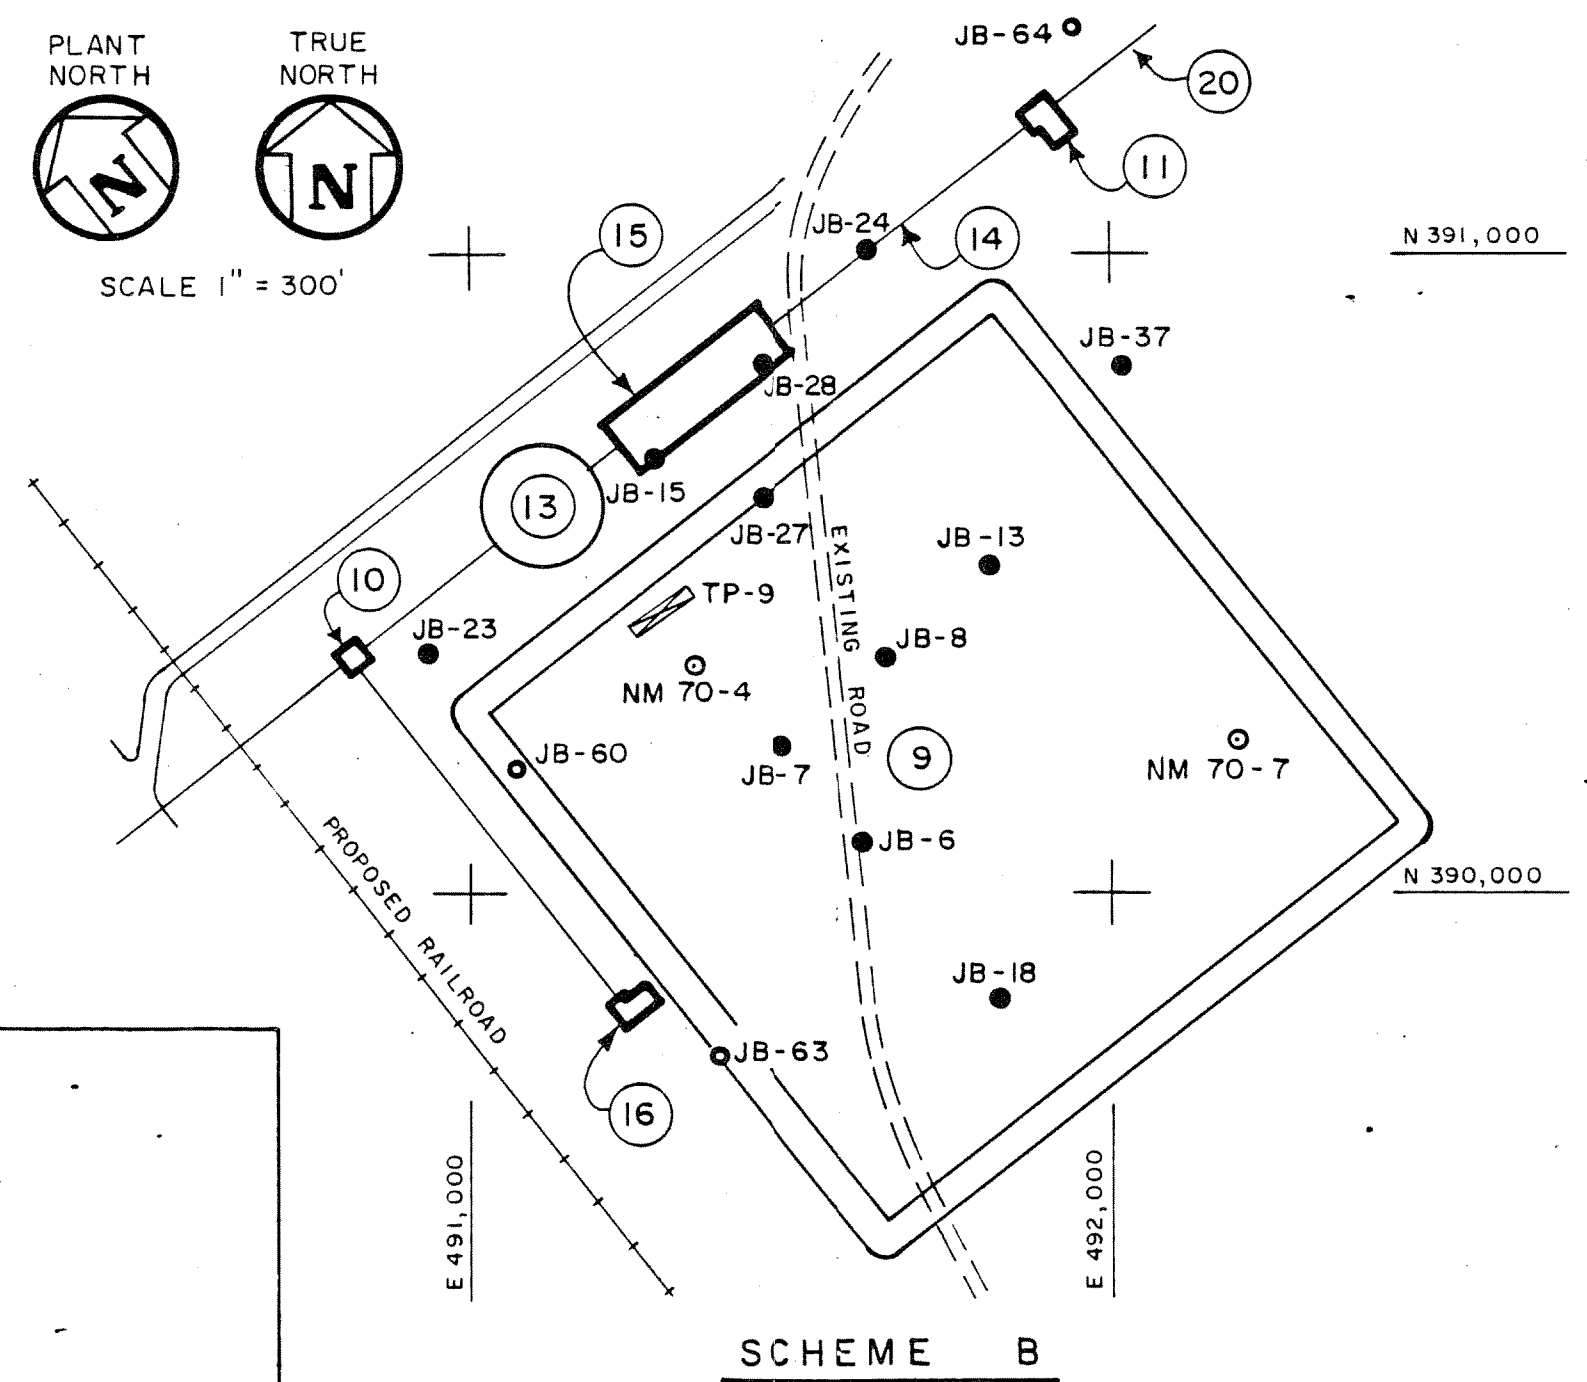 PLANT
NORTH
TRUE
NORTH
N
N
SCALE 1" = 300'
JB-64
20
11
JB-24
14
15
N 391,000
JB-37
JB-28
JB-15
13
JB-27
JB-13
10
TP-9
JB-23
JB-8
NM 70-4
EXISTING ROAD
JB-60
JB-7
9
NM 70-7
JB-6
PROPOSED RAILROAD
N 390,000
JB-18
JB-63
16
E 491,000
E 492,000
SCHEME B